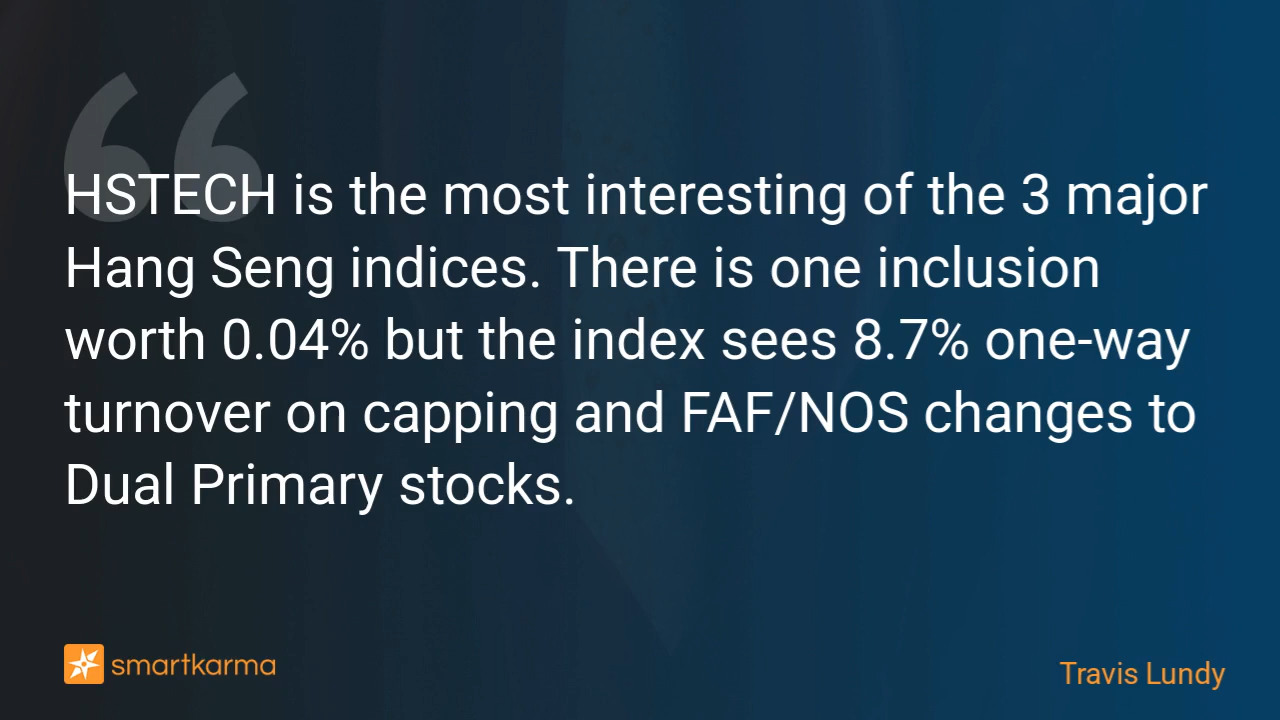 HSTECH is the most interesting of the 3 major
Hang Seng indices. There is one inclusion
worth 0.04% but the index sees 8.7% one-way
turnover on capping and FAF/NOS changes to
Dual Primary stocks.
smartkarma
Travis Lundy